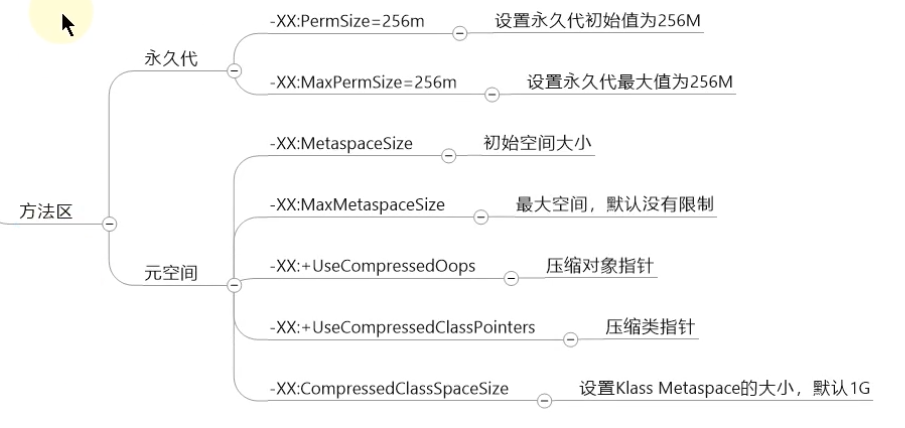 方法区
永久代
-XX:PermSize=256m
设置永久代初始值为256M
-XX:MaxPermSize=256m
设置永久代最大值为256M
元空间
-XX:MetaspaceSize
初始空间大小
-XX:MaxMetaspaceSize
最大空间，默认没有限制
-XX:+UseCompressedOops
压缩对象指针
-XX:+UseCompressedClassPointers
压缩类指针
-XX:CompressedClassSpaceSize
设置Klass Metaspace的大小，默认1G